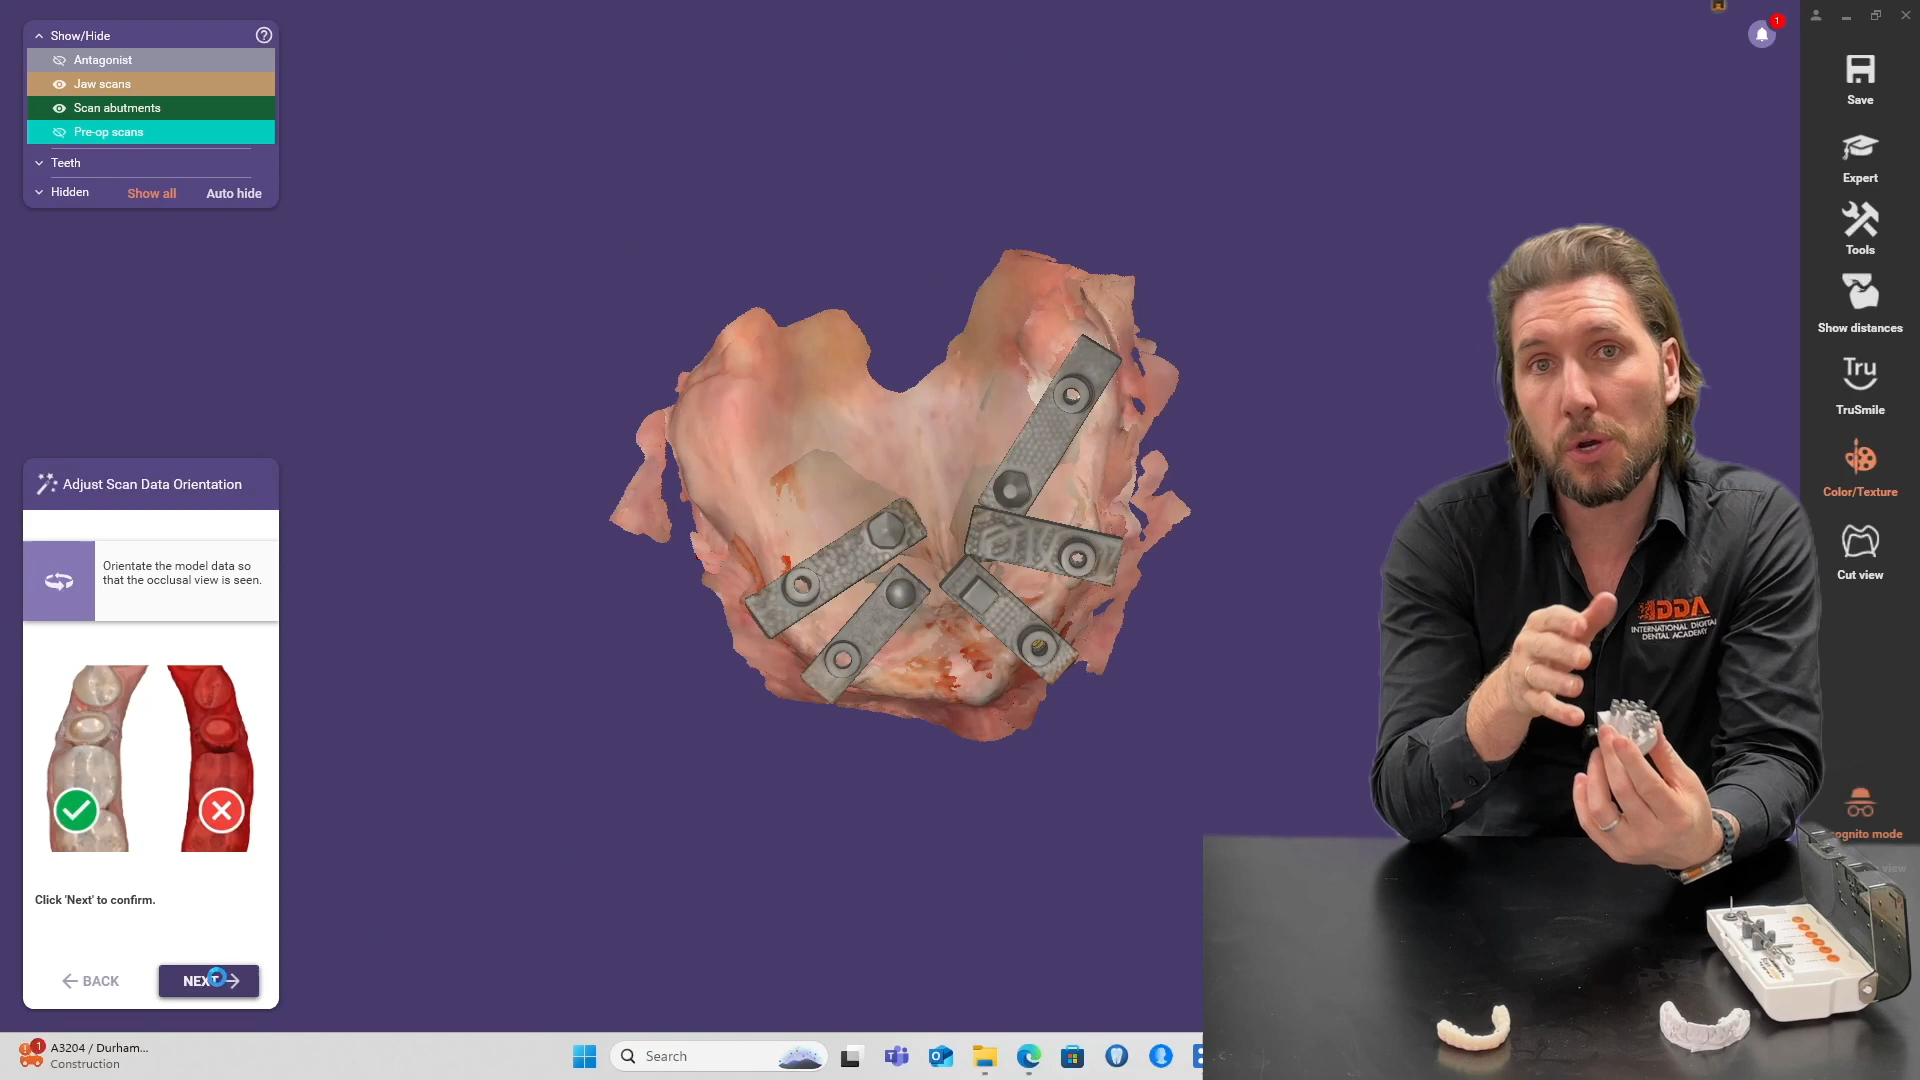 Show/Hide
Antagonist
Jaw scans
Scan abutments
Pre-op scans
Teeth
Hidden Show all Auto hide
1
Save
Expert
Tools
Show distances
Tru
TruSmile
Color/Texture
Cut view
ognito mode
view
Adjust Scan Data Orientation
Orientate the model data so
that the occlusal view is seen.
Click 'Next' to confirm.
BACK NEXT
IDDA
INTERNATIONAL DIGITAL
DENTAL ACADEMY
1
A3204 / Durham...
Construction
Search